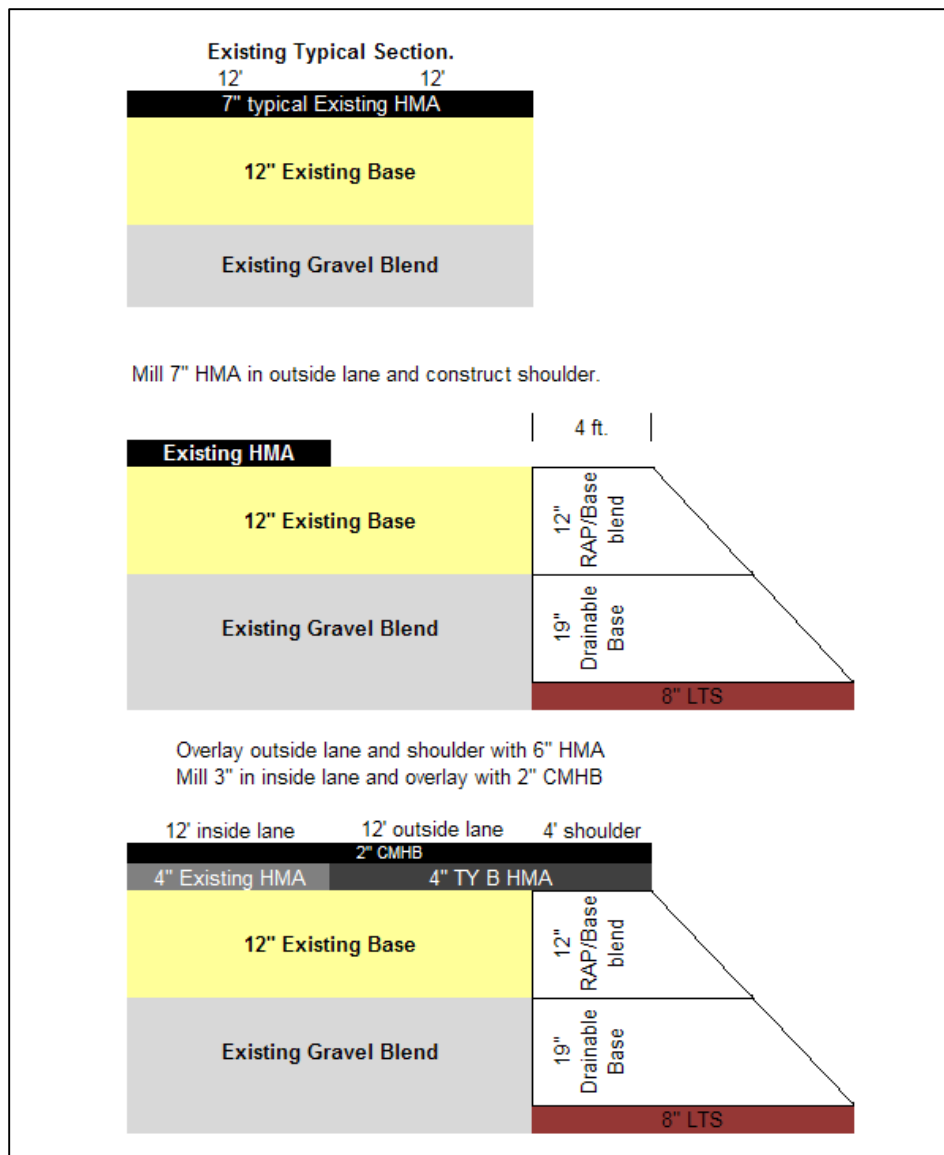 Existing Typical Section.
12' 12'
7" typical Existing HMA
12" Existing Base
Existing Gravel Blend
Mill 7" HMA in outside lane and construct shoulder.
4 ft.
Existing HMA
12" Existing Base
12"
RAP/Base
blend
Existing Gravel Blend
19"
Drainable
Base
8" LTS
Overlay outside lane and shoulder with 6" HMA
Mill 3" in inside lane and overlay with 2" CMHB
12' inside lane 12' outside lane 4' shoulder
2" CMHB
4" Existing HMA 4" TY B HMA
12" Existing Base
12"
RAP/Base
blend
Existing Gravel Blend
19"
Drainable
Base
8" LTS